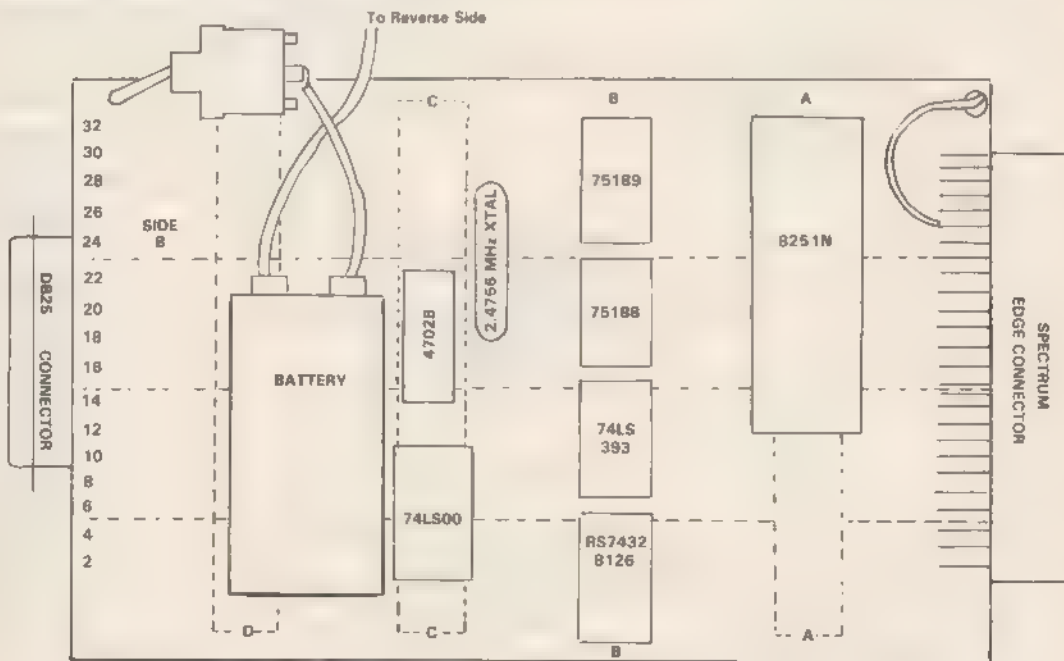 To Reverse Side
C
B
A
32
30
28
26
24
22
20
18
18
14
12
10
8
6
4
2
SIDE
B
DB25 CONNECTOR
BATTERY
4702B
2.4756 MHz XTAL
74LS00
75189
75188
74LS
393
RS7432
8126
8251N
SPECTRUM
EDGE CONNECTOR
D
C
B
A